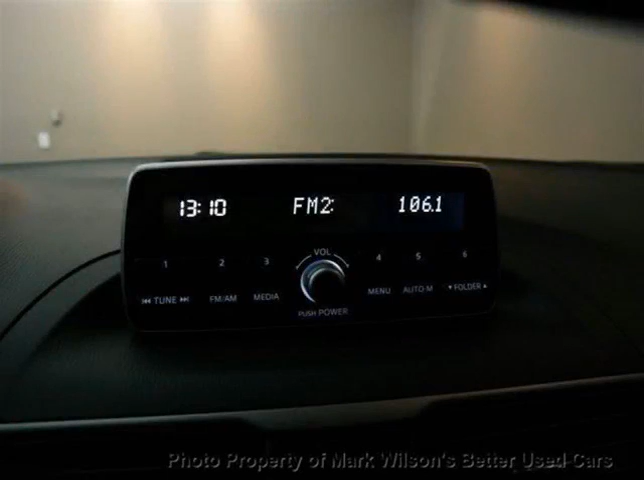 13:10 FM2: 106.1
VOL
1 2 3 4 5 6
TUNE FM/AM MEDIA MENU AUTO-M FOLDER
PUSH POWER
Photo Property of Mark Wilson's Better Used Cars